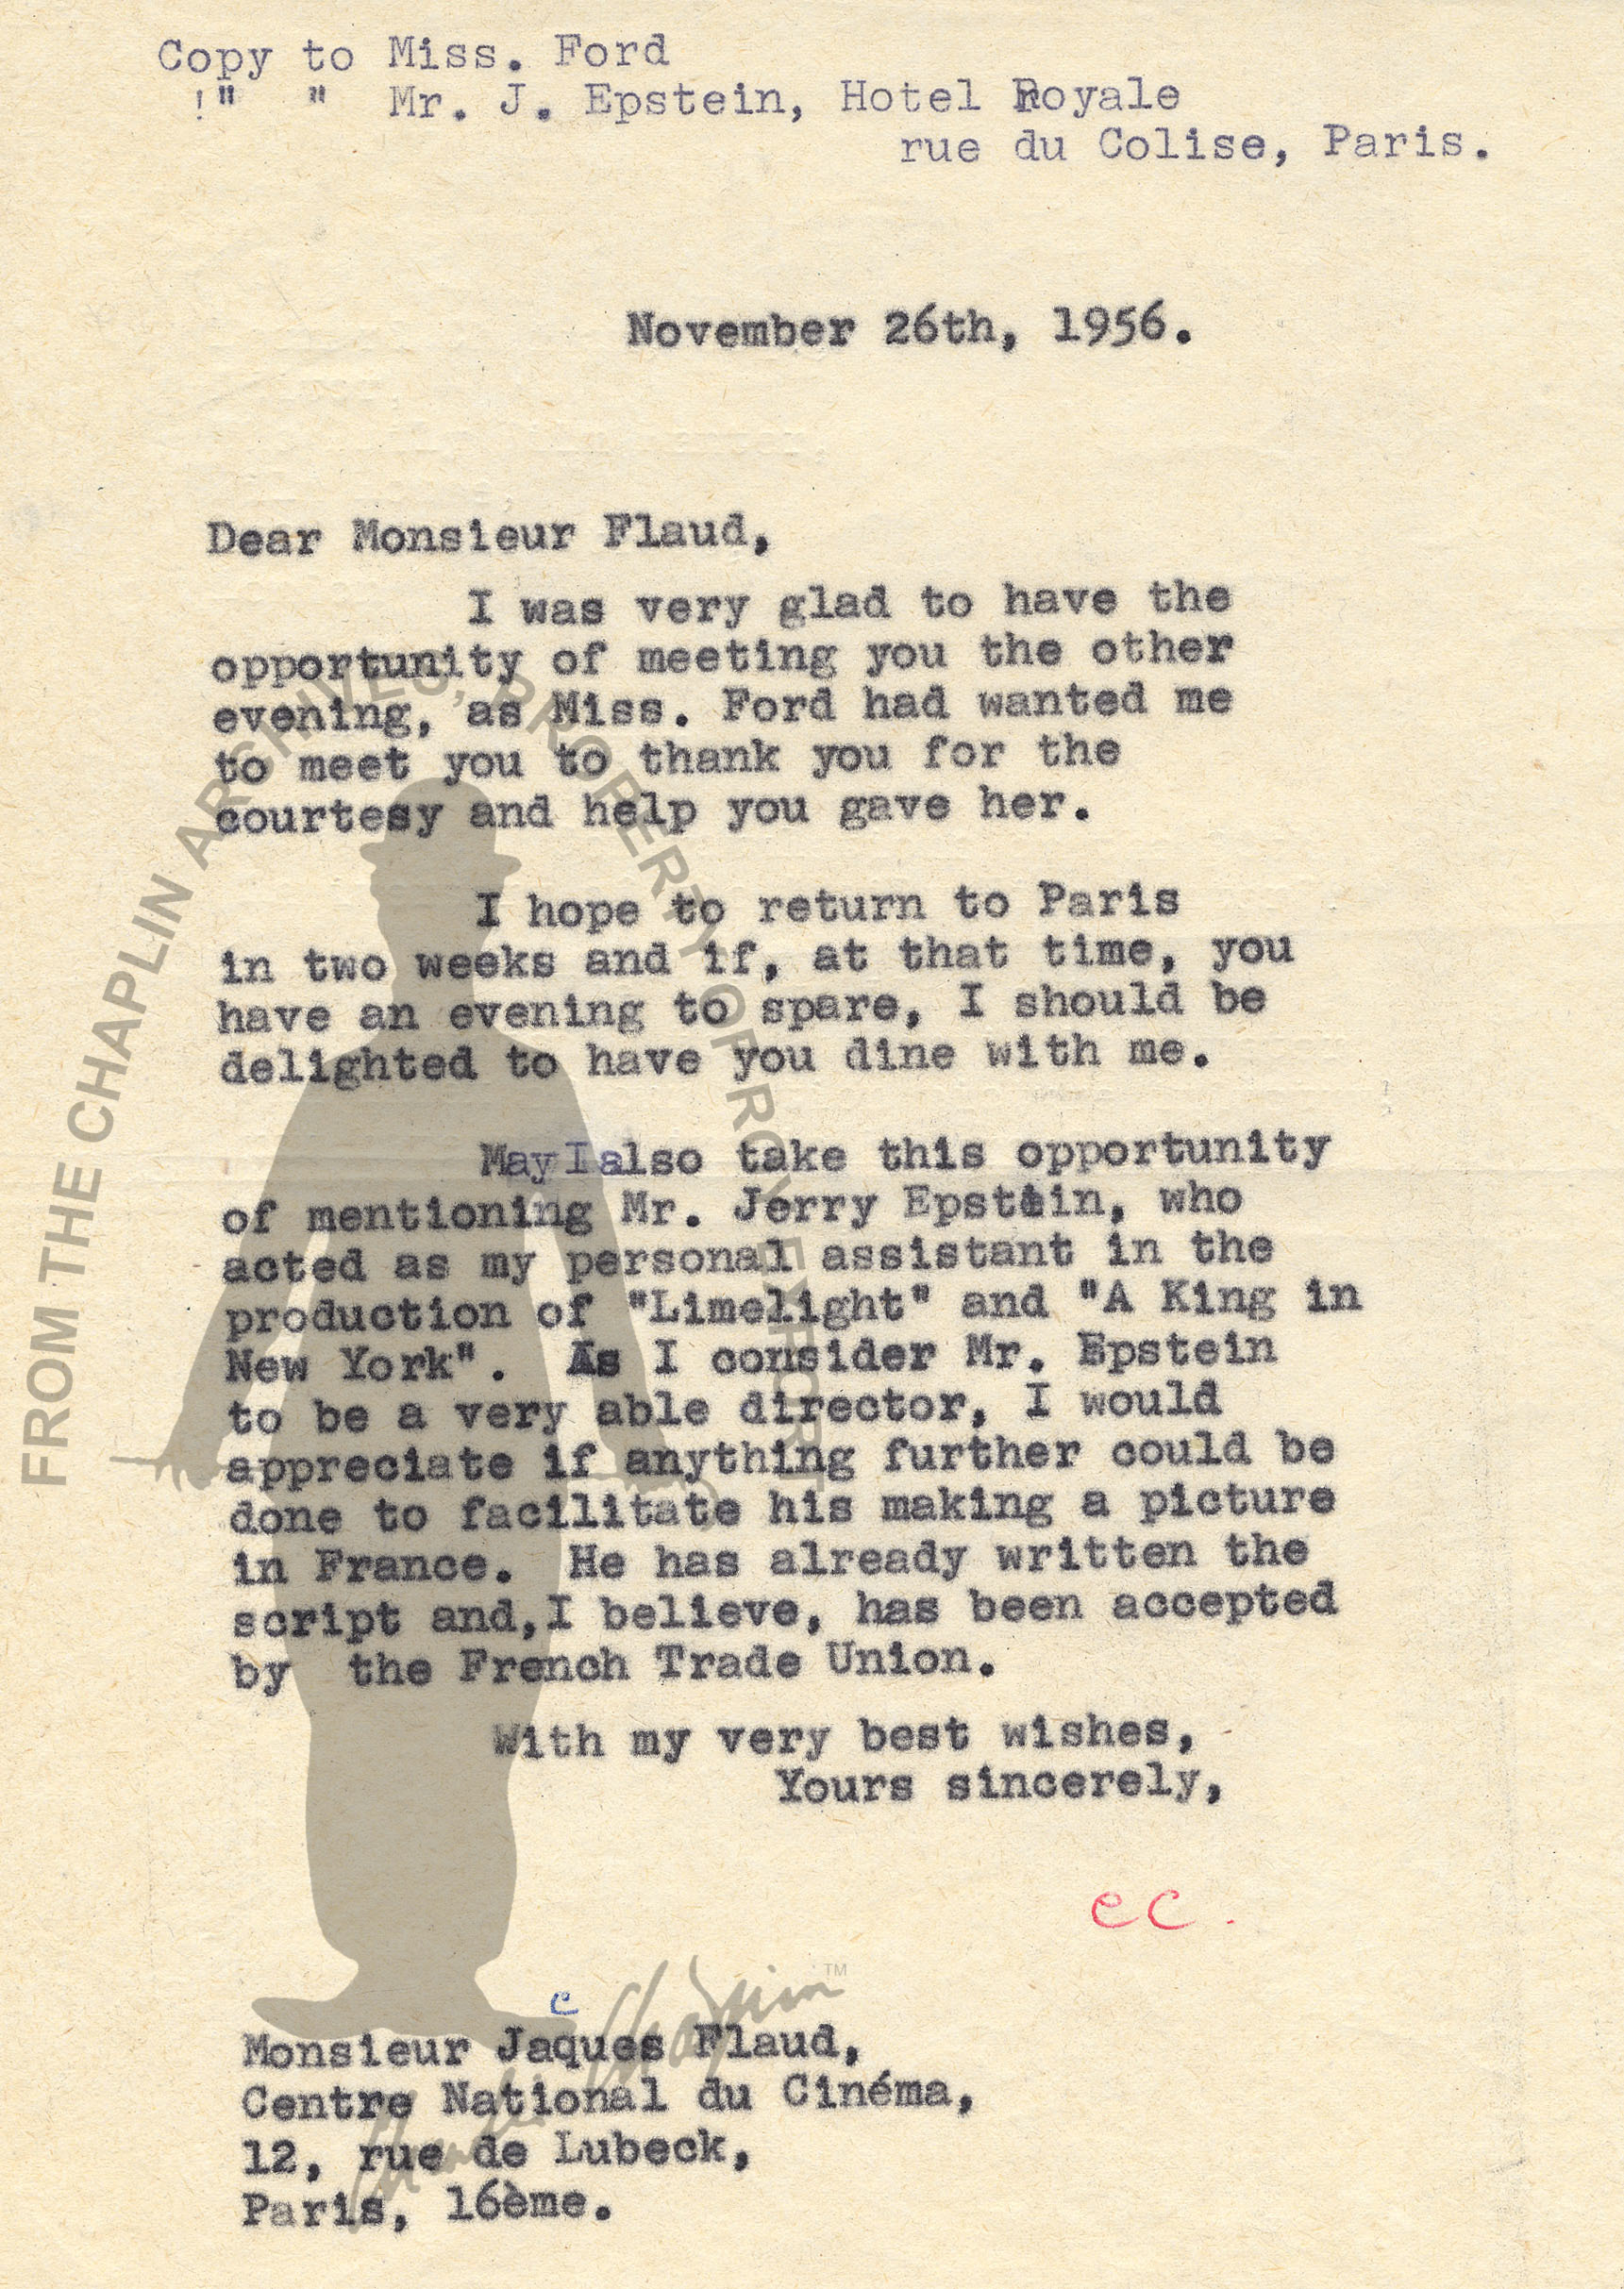 Copy to Miss. Ford
!" " Mr. J. Epstein, Hotel Royale
rue du Colise, Paris.
November 26th, 1956.
Dear Monsieur Flaud,
I was very glad to have the
opportunity of meeting you the other
evening, as Miss. Ford had wanted me
to meet you to thank you for the
courtesy and help you gave her.
I hope to return to Paris
in two weeks and if, at that time, you
have an evening to spare, I should be
delighted to have you dine with me.
May I also take this opportunity
of mentioning Mr. Jerry Epstein, who
acted as my personal assistant in the
production of "Limelight" and "A King in
New York". As I consider Mr. Epstein
to be a very able director, I would
appreciate if anything further could be
done to facilitate his making a picture
in France. He has already written the
script and, I believe, has been accepted
by the French Trade Union.
With my very best wishes,
Yours sincerely,
cc.
c
Monsieur Jaques Flaud,
Centre National du Cinéma,
12, rue de Lubeck,
Paris, 16ème.
FROM THE CHAPLIN ARCHIVES, PROPERTY OF ROY EXPORT
Charlie Chaplin TM